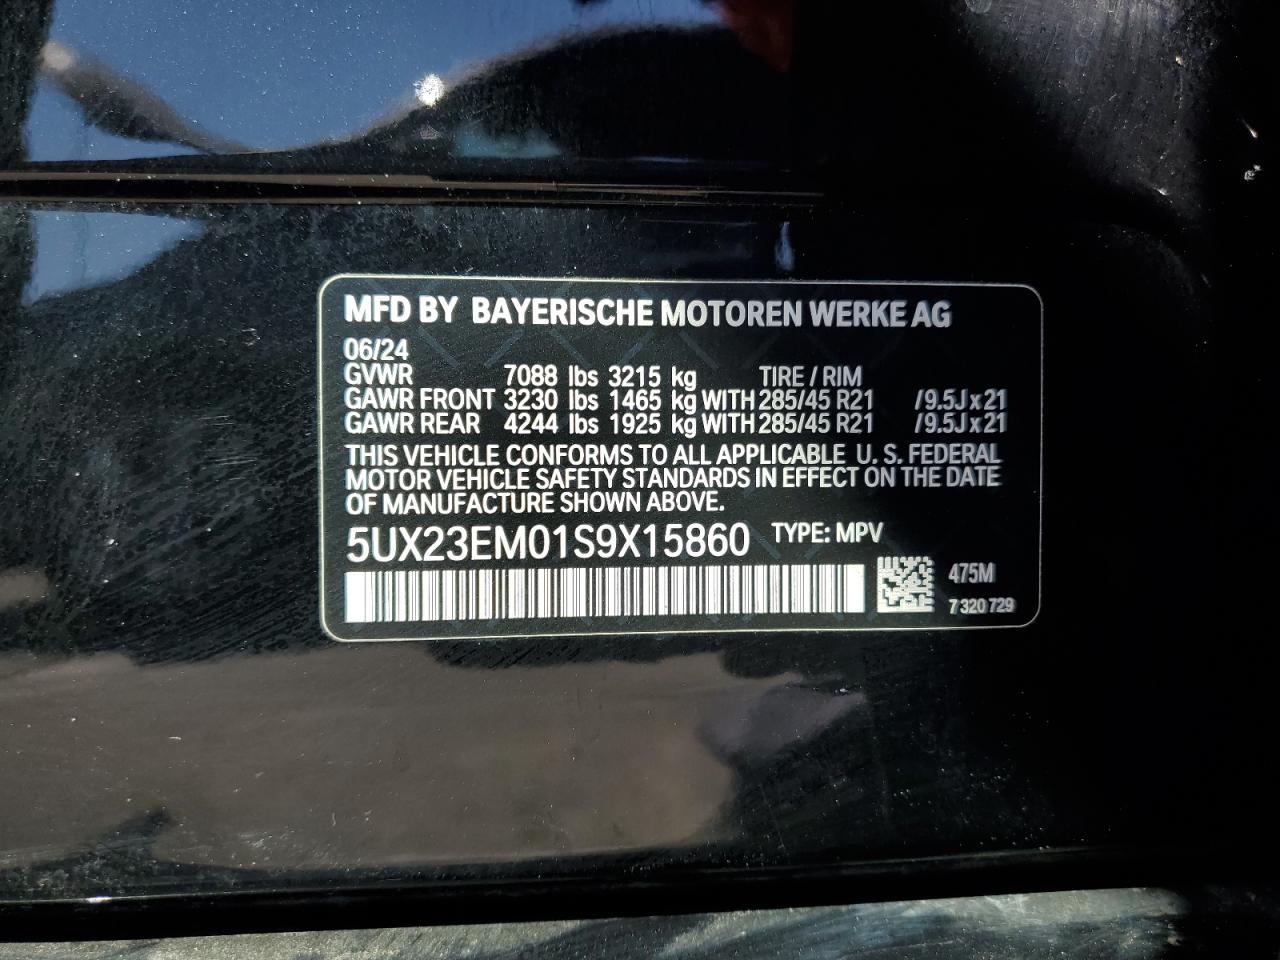 MFD BY BAYERISCHE MOTOREN WERKE AG
06/24
GVWR 7088 lbs 3215 kg TIRE / RIM
GAWR FRONT 3230 lbs 1465 kg WITH 285/45 R21 /9.5J x 21
GAWR REAR 4244 lbs 1925 kg WITH 285/45 R21 /9.5J x 21
THIS VEHICLE CONFORMS TO ALL APPLICABLE U. S. FEDERAL
MOTOR VEHICLE SAFETY STANDARDS IN EFFECT ON THE DATE
OF MANUFACTURE SHOWN ABOVE.
5UX23EM01S9X15860 TYPE: MPV
475M
7 320 729